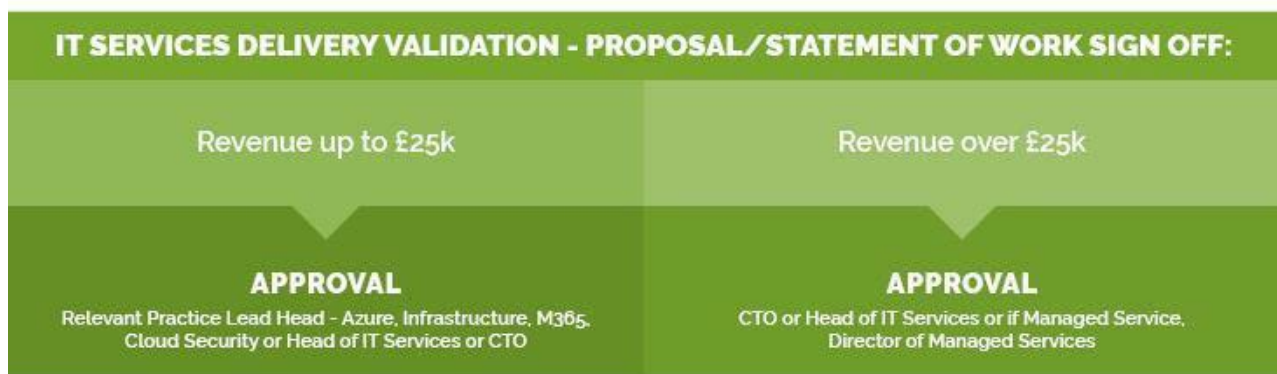 IT SERVICES DELIVERY VALIDATION - PROPOSAL/STATEMENT OF WORK SIGN OFF:
Revenue up to £25k
Revenue over £25k
APPROVAL
Relevant Practice Lead Head - Azure, Infrastructure, M365,
Cloud Security or Head of IT Services or CTO
APPROVAL
CTO or Head of IT Services or if Managed Service,
Director of Managed Services